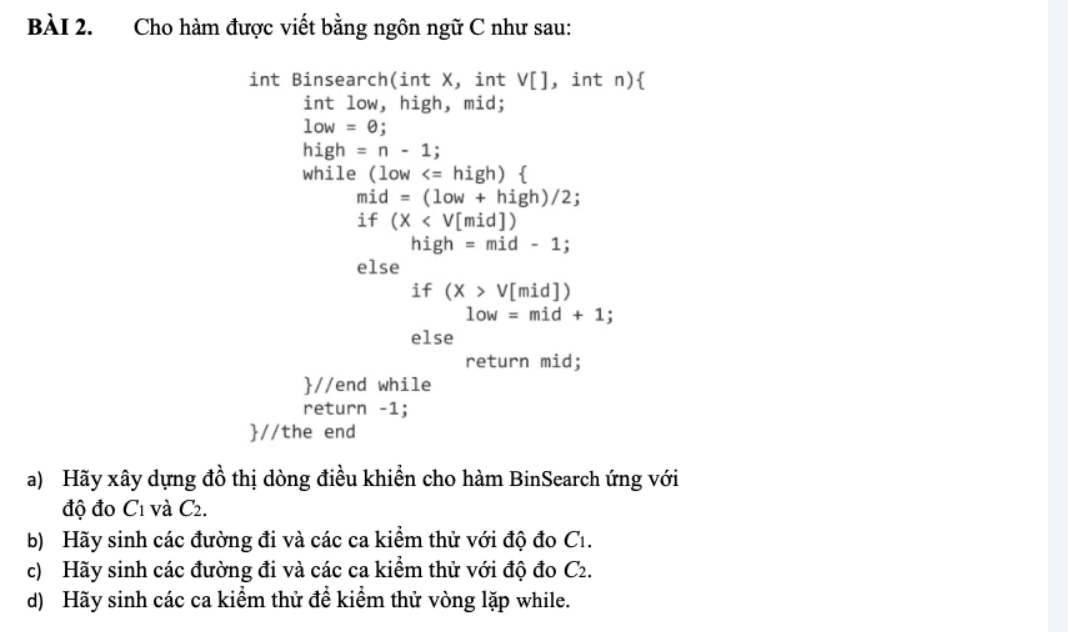 BÀI 2. Cho hàm được viết bằng ngôn ngữ C như sau:
int Binsearch(int X, int V[], int n){
int low, high, mid;
low = 0;
high = n - 1;
while (low <= high) {
mid = (low + high)/2;
if (X < V[mid])
high = mid - 1;
else
if (X > V[mid])
low = mid + 1;
else
return mid;
}//end while
return -1;
}//the end
a) Hãy xây dựng đồ thị dòng điều khiển cho hàm BinSearch ứng với
độ đo C1 và C2.
b) Hãy sinh các đường đi và các ca kiểm thử với độ đo C1.
c) Hãy sinh các đường đi và các ca kiểm thử với độ đo C2.
d) Hãy sinh các ca kiểm thử để kiểm thử vòng lặp while.